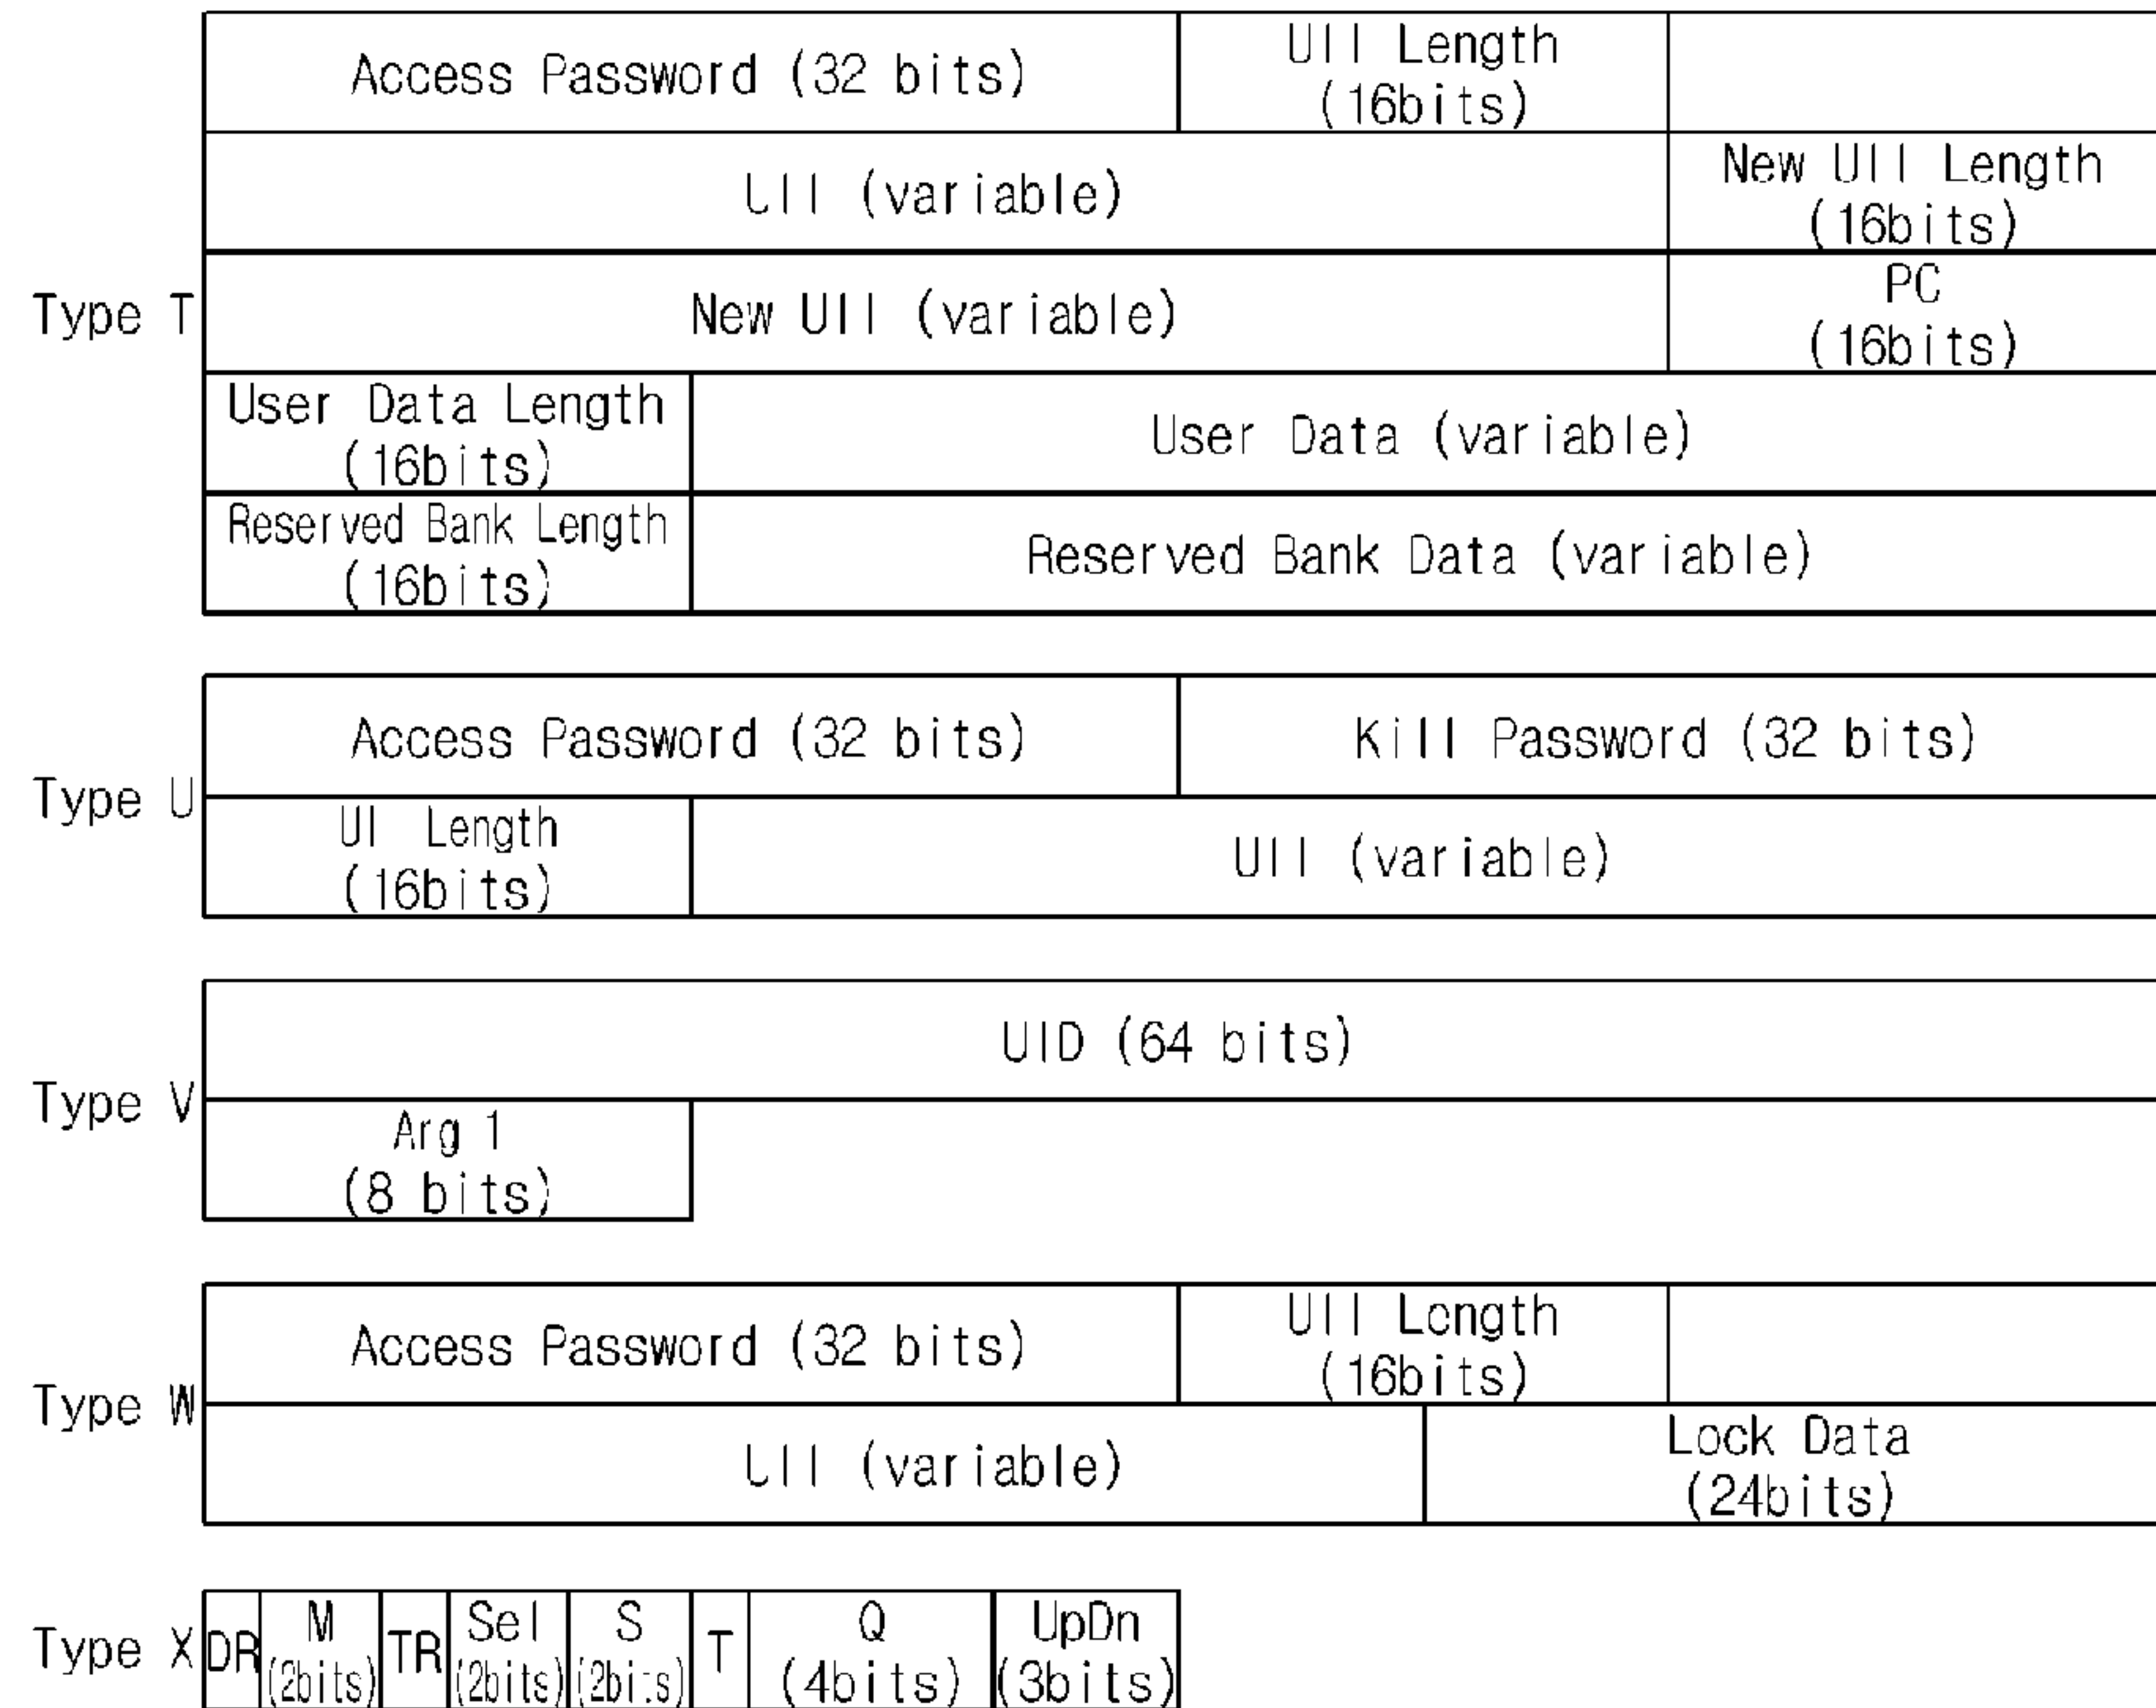 Access Password (32 bits)
UII Length
(16bits)
UII (variable)
New UII Length
(16bits)
Type T
New UII (variable)
PC
(16bits)
User Data Length
(16bits)
User Data (variable)
Reserved Bank Length
(16bits)
Reserved Bank Data (variable)
Type U
Access Password (32 bits)
Kill Password (32 bits)
UI Length
(16bits)
UII (variable)
Type V
UID (64 bits)
Arg 1
(8 bits)
Type W
Access Password (32 bits)
UII Length
(16bits)
UII (variable)
Lock Data
(24bits)
Type X
DR
M
(2bits)
TR
Sel
(2bits)
S
(2bits)
T
Q
(4bits)
UpDn
(3bits)